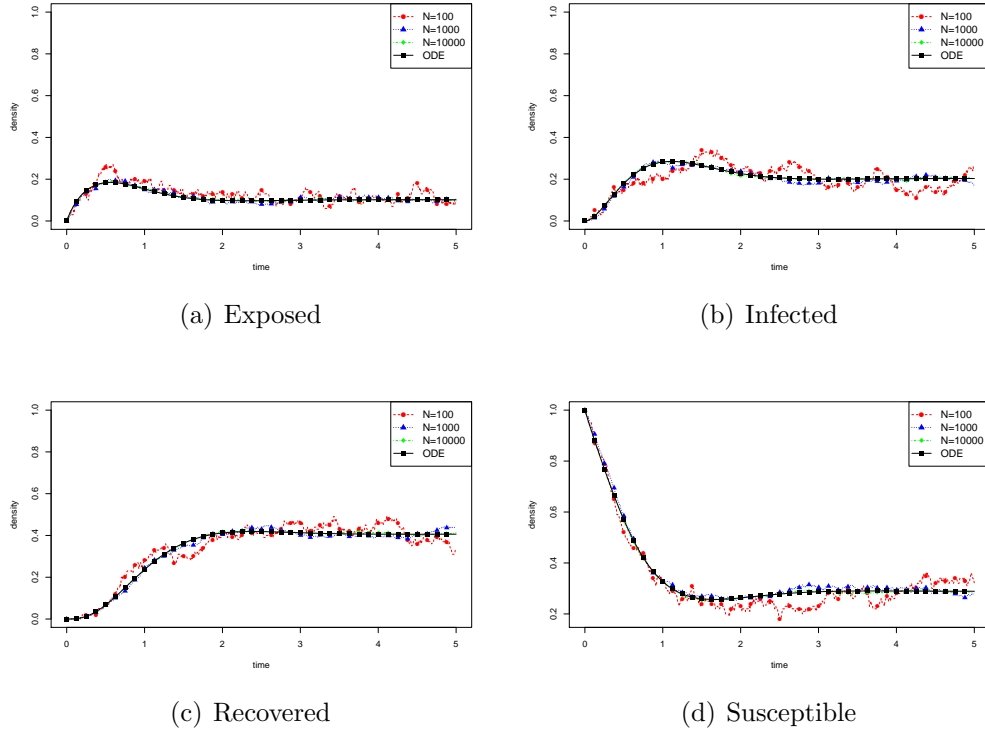 density
1.0
0.8
0.6
0.4
0.2
0.0
0 1 2 3 4 5
time
N=100
N=1000
N=10000
ODE
(a) Exposed
density
1.0
0.8
0.6
0.4
0.2
0.0
0 1 2 3 4 5
time
N=100
N=1000
N=10000
ODE
(b) Infected
density
1.0
0.8
0.6
0.4
0.2
0.0
0 1 2 3 4 5
time
N=100
N=1000
N=10000
ODE
(c) Recovered
density
1.0
0.8
0.6
0.4
0.2
0 1 2 3 4 5
time
N=100
N=1000
N=10000
ODE
(d) Susceptible